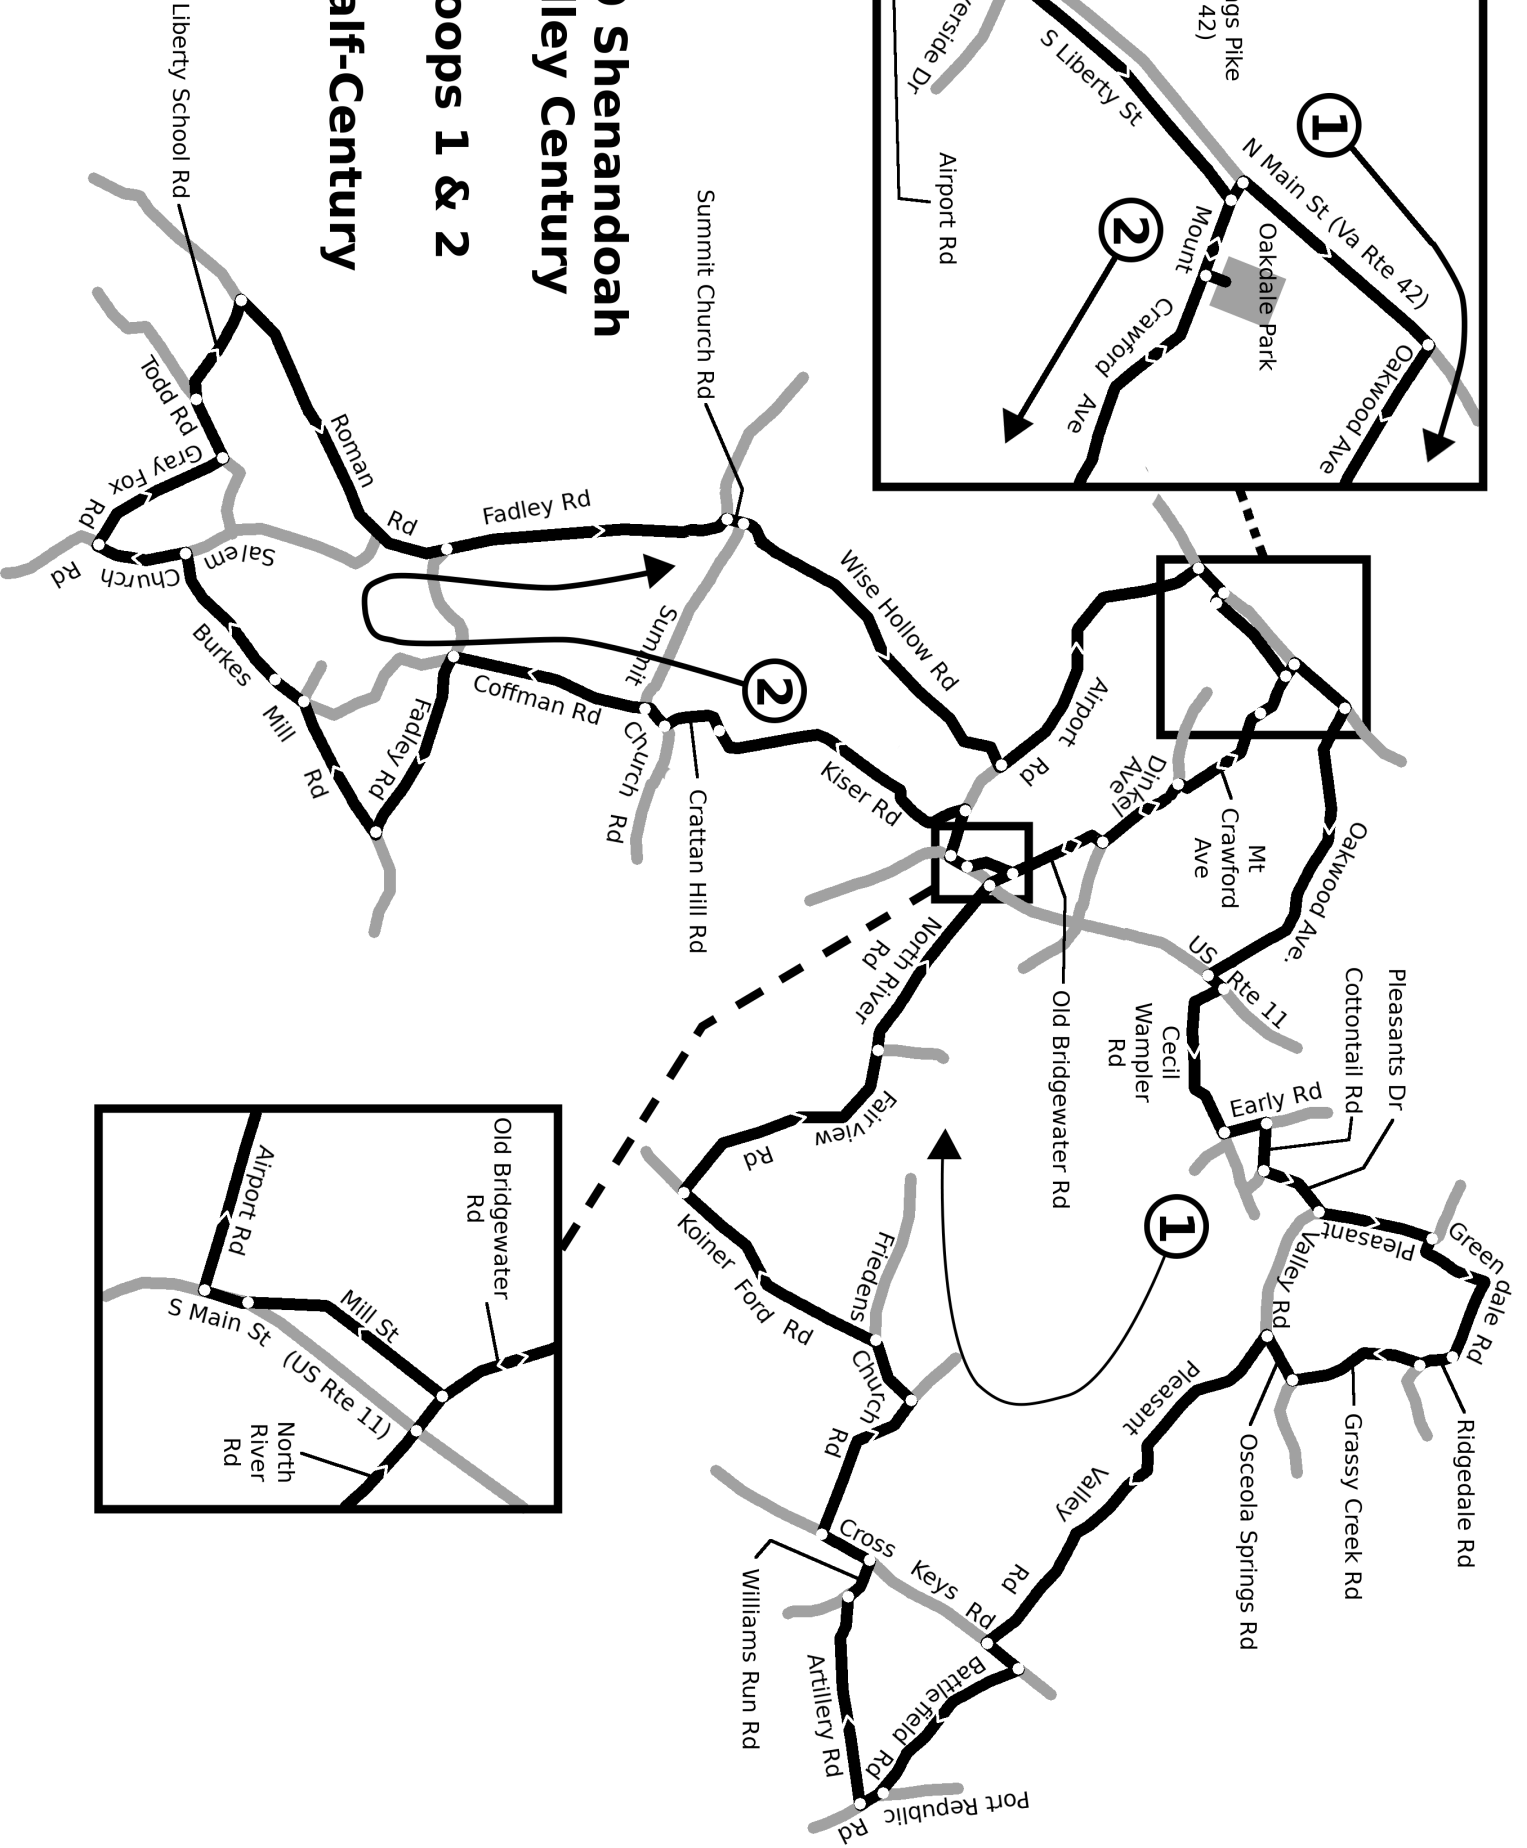 Shenandoah
lley Century
oops 1 & 2
alf-Century
gs Pike
42)
erside Dr
S Liberty St
Airport Rd
1
2
N Main St (Va Rte 42)
Oakdale Park
Mount
Crawford
Ave
Oakwood Ave
Liberty School Rd
Todd Rd
Gray Fox
Rd
Salem
Church
Rd
Roman
Rd
Fadley Rd
Summit Church Rd
Wise Hollow Rd
Burkes
Mill
Rd
Fadley Rd
Coffman Rd
Summit
Church
Rd
2
Crattan Hill Rd
Kiser Rd
Airport
Rd
Dinkel
Ave
Mt
Crawford
Ave
Oakwood Ave.
US
Rte 11
Old Bridgewater Rd
North River
Rd
Fairview
Rd
Cecil
Wampler
Rd
Early Rd
Cottontail Rd
Pleasants Dr
Pleasant
Valley Rd
Green
dale Rd
Ridgedale Rd
Grassy Creek Rd
Osceola Springs Rd
1
Koiner
Ford
Rd
Friedens
Church
Rd
Pleasant
Valley
Rd
Cross
Keys
Rd
Williams Run Rd
Artillery Rd
Battlefield
Rd
Port Republic
Rd
Old Bridgewater
Rd
Airport Rd
S Main St
(US Rte 11)
Mill St
North
River
Rd